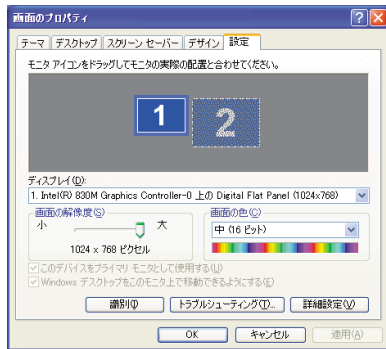 画面のプロパティ
テーマ デスクトップ スクリーン セーバー デザイン 設定
モニタ アイコンをドラッグしてモニタの実際の配置と合わせてください。
1 2
ディスプレイ(D):
1. Intel(R) 830M Graphics Controller-0 上の Digital Flat Panel (1024x768)
画面の解像度(S) 画面の色(C)
小 大 中 (16 ビット)
1024 x 768 ピクセル
このデバイスをプライマリ モニタとして使用する(U)
Windows デスクトップをこのモニタ上で移動できるようにする(E)
識別(I) トラブルシューティング(T)... 詳細設定(V)
OK キャンセル 適用(A)